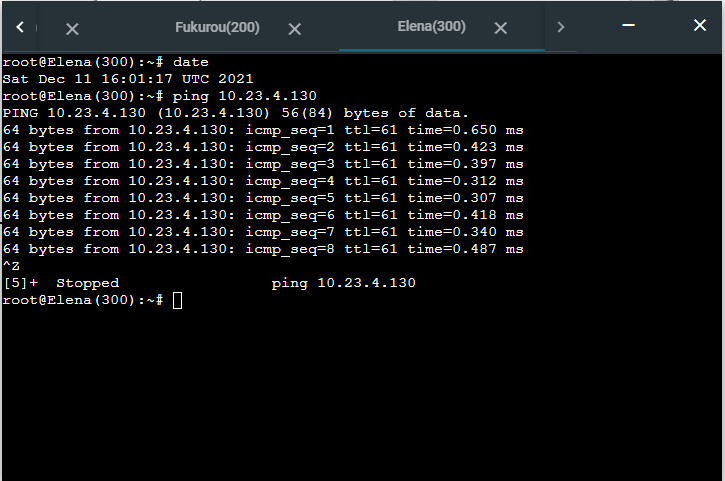 Fukurou(200)
Elena(300)
root@Elena(300):~# date
Sat Dec 11 16:01:17 UTC 2021
root@Elena(300):~# ping 10.23.4.130
PING 10.23.4.130 (10.23.4.130) 56(84) bytes of data.
64 bytes from 10.23.4.130: icmp_seq=1 ttl=61 time=0.650 ms
64 bytes from 10.23.4.130: icmp_seq=2 ttl=61 time=0.423 ms
64 bytes from 10.23.4.130: icmp_seq=3 ttl=61 time=0.397 ms
64 bytes from 10.23.4.130: icmp_seq=4 ttl=61 time=0.312 ms
64 bytes from 10.23.4.130: icmp_seq=5 ttl=61 time=0.307 ms
64 bytes from 10.23.4.130: icmp_seq=6 ttl=61 time=0.418 ms
64 bytes from 10.23.4.130: icmp_seq=7 ttl=61 time=0.340 ms
64 bytes from 10.23.4.130: icmp_seq=8 ttl=61 time=0.487 ms
^Z
[5]+  Stopped                 ping 10.23.4.130
root@Elena(300):~#